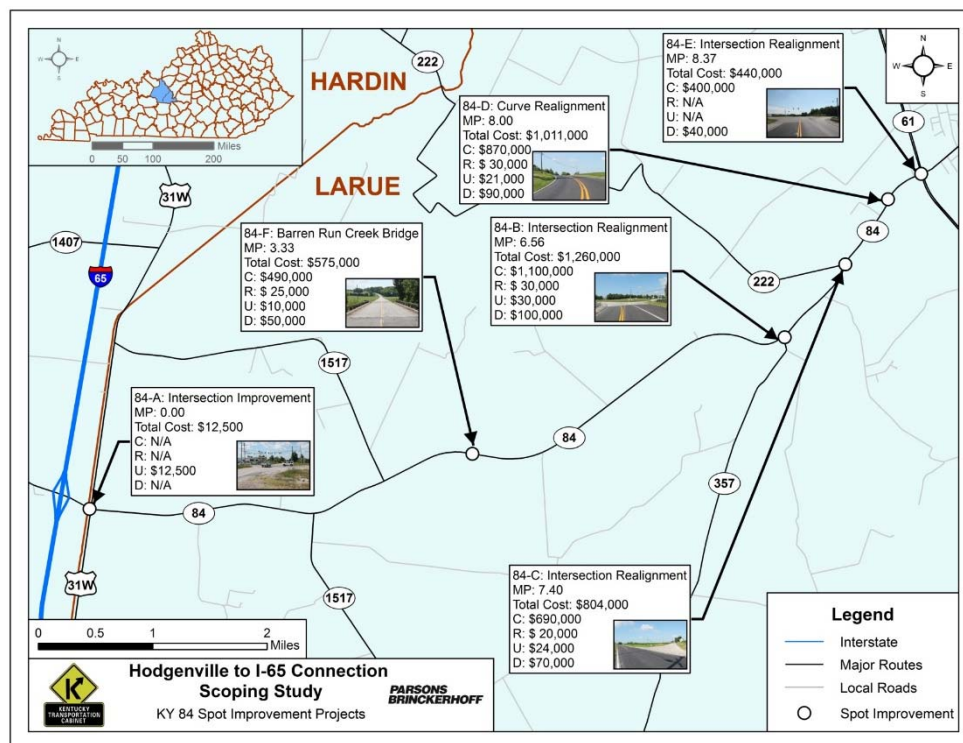 N
W E
S
0 50 100 200
Miles
HARDIN
LARUE
222
84-E: Intersection Realignment
MP: 8.37
Total Cost: $440,000
C: $400,000
R: N/A
U: N/A
D: $40,000
N
W E
S
61
84-D: Curve Realignment
MP: 8.00
Total Cost: $1,011,000
C: $870,000
R: $ 30,000
U: $21,000
D: $90,000
31W
1407
65
84-F: Barren Run Creek Bridge
MP: 3.33
Total Cost: $575,000
C: $490,000
R: $ 25,000
U: $10,000
D: $50,000
84-B: Intersection Realignment
MP: 6.56
Total Cost: $1,260,000
C: $1,100,000
R: $ 30,000
U: $30,000
D: $100,000
84
222
1517
84-A: Intersection Improvement
MP: 0.00
Total Cost: $12,500
C: N/A
R: N/A
U: $12,500
D: N/A
84
357
84
31W
1517
84-C: Intersection Realignment
MP: 7.40
Total Cost: $804,000
C: $690,000
R: $ 20,000
U: $24,000
D: $70,000
0 0.5 1 2
Miles
KENTUCKY
TRANSPORTATION
CABINET
Hodgenville to I-65 Connection
Scoping Study
KY 84 Spot Improvement Projects
PARSONS
BRINCKERHOFF
Legend
Interstate
Major Routes
Local Roads
Spot Improvement